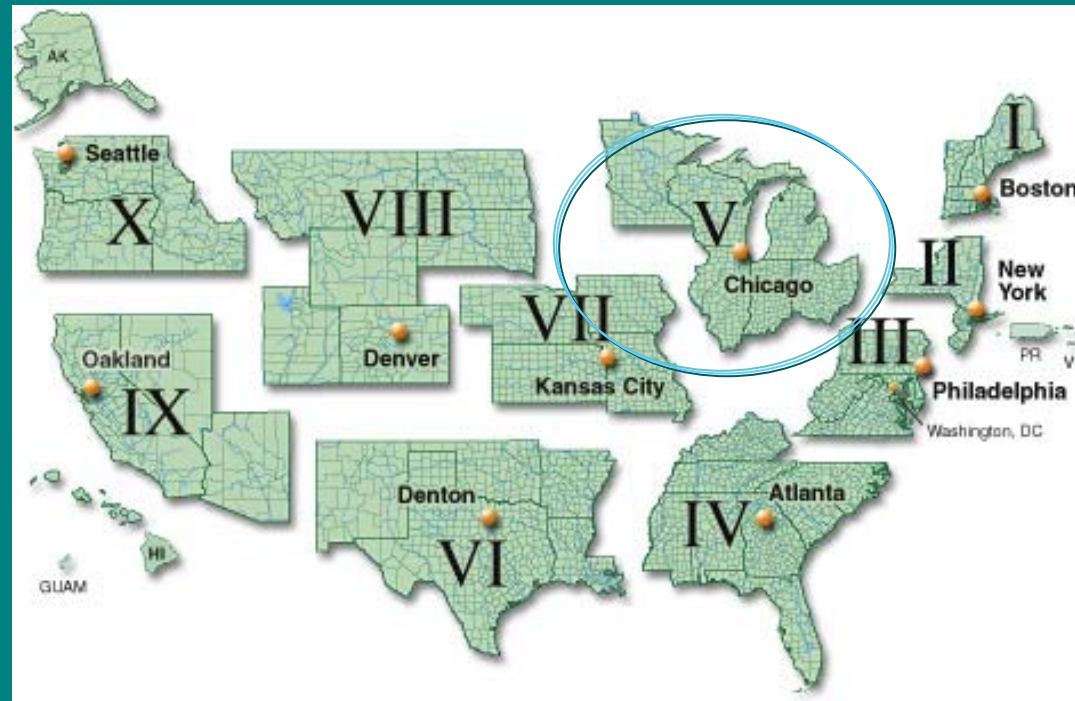 AK
Seattle
X
VIII
V
Chicago
I
Boston
II
New
York
Oakland
IX
Denver
VII
Kansas City
III
PR
V
Philadelphia
Washington, DC
HI
GUAM
Denton
VI
Atlanta
IV